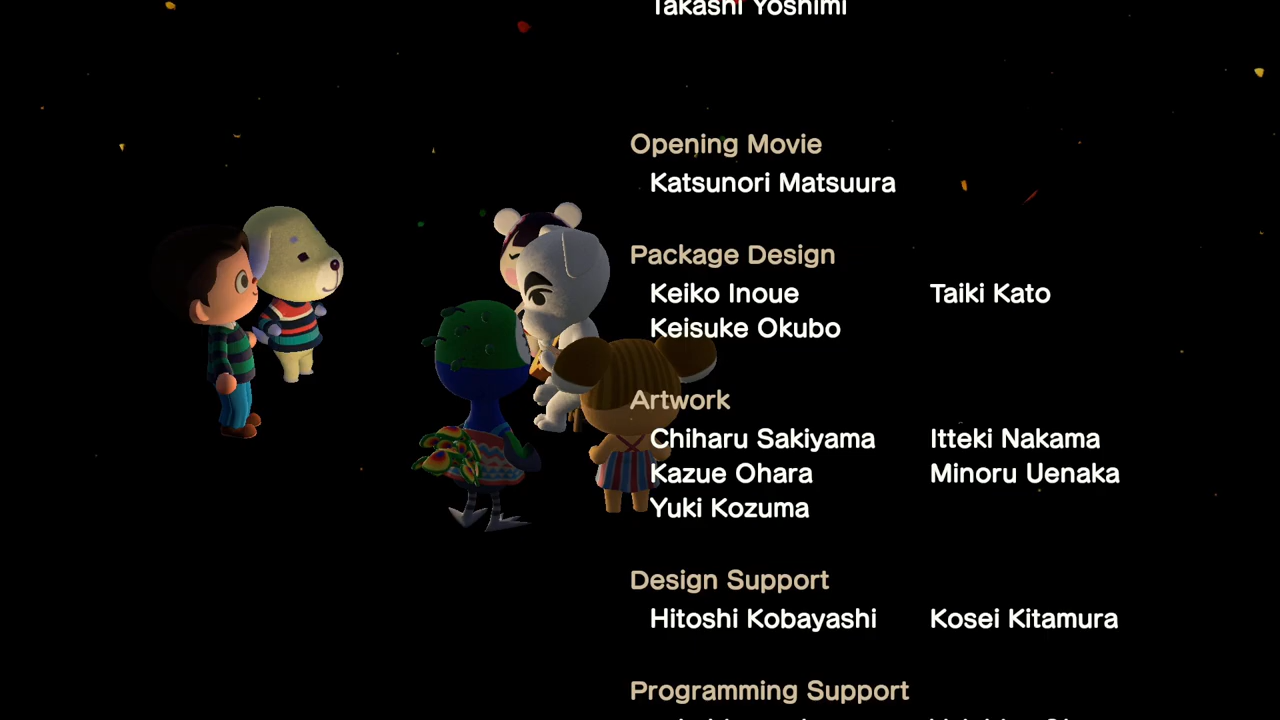 Takashi Yoshimi
Opening Movie
Katsunori Matsuura
Package Design
Keiko Inoue Taiki Kato
Keisuke Okubo
Artwork
Chiharu Sakiyama Itteki Nakama
Kazue Ohara Minoru Uenaka
Yuki Kozuma
Design Support
Hitoshi Kobayashi Kosei Kitamura
Programming Support